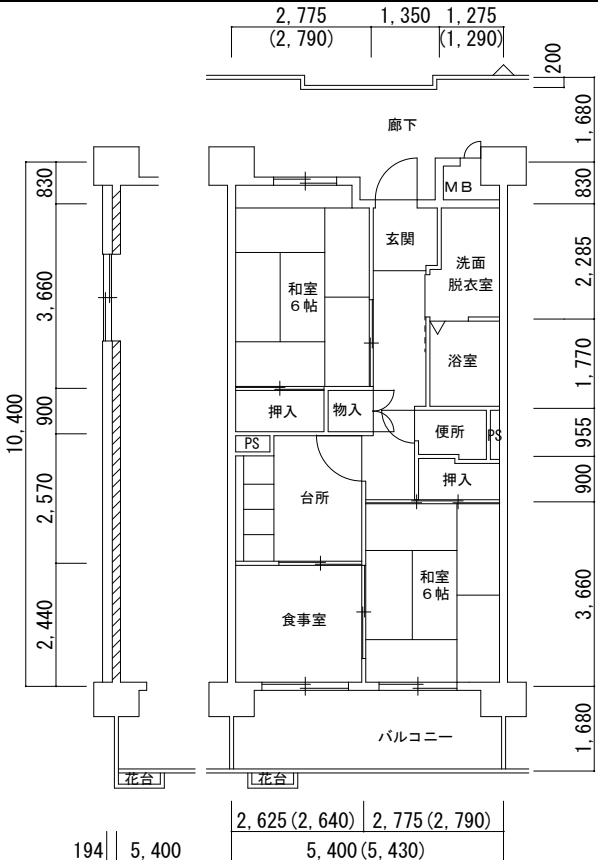 2,775 1,350 1,275
(2,790) (1,290)
200
廊下
1,680
830
830
MB
玄関
洗面
脱衣室
2,285
和室
6帖
3,660
浴室
1,770
10,400
900
押入
物入
便所
PS
955
PS
押入
900
台所
2,570
和室
6帖
3,660
食事室
2,440
バルコニー
1,680
花台
花台
2,625(2,640) 2,775(2,790)
194 5,400 5,400(5,430)